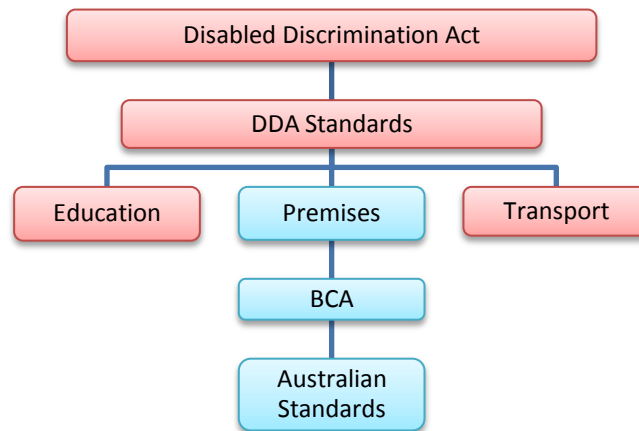 Disabled Discrimination Act
DDA Standards
Education
Premises
Transport
BCA
Australian
Standards